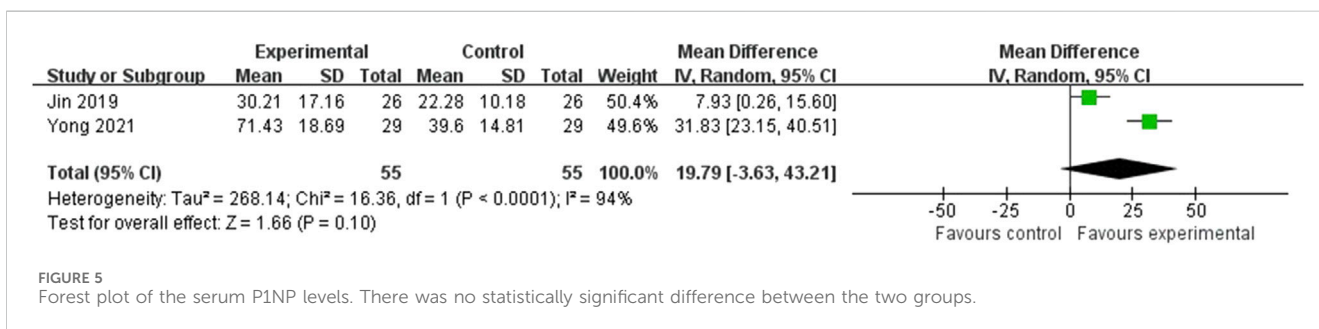 Experimental Control Mean Difference Mean Difference
Study or Subgroup Mean SD Total Mean SD Total Weight IV, Random, 95% CI IV, Random, 95% CI
Jin 2019 30.21 17.16 26 22.28 10.18 26 50.4% 7.93 [0.26, 15.60]
Yong 2021 71.43 18.69 29 39.6 14.81 29 49.6% 31.83 [23.15, 40.51]
Total (95% CI) 55 55 100.0% 19.79 [-3.63, 43.21]
Heterogeneity: Tau² = 268.14; Chi² = 16.36, df = 1 (P < 0.0001); I² = 94%
Test for overall effect: Z = 1.66 (P = 0.10)
-50 -25 0 25 50
Favours control Favours experimental
FIGURE 5
Forest plot of the serum P1NP levels. There was no statistically significant difference between the two groups.